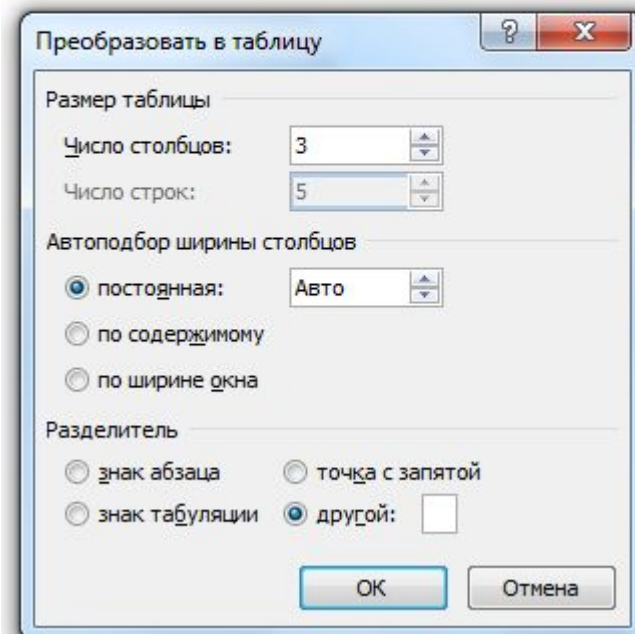 Преобразовать в таблицу
Размер таблицы
Число столбцов: 3
Число строк: 5
Автоподбор ширины столбцов
постоянная: Авто
по содержимому
по ширине окна
Разделитель
знак абзаца точка с запятой
знак табуляции другой:
ОК Отмена